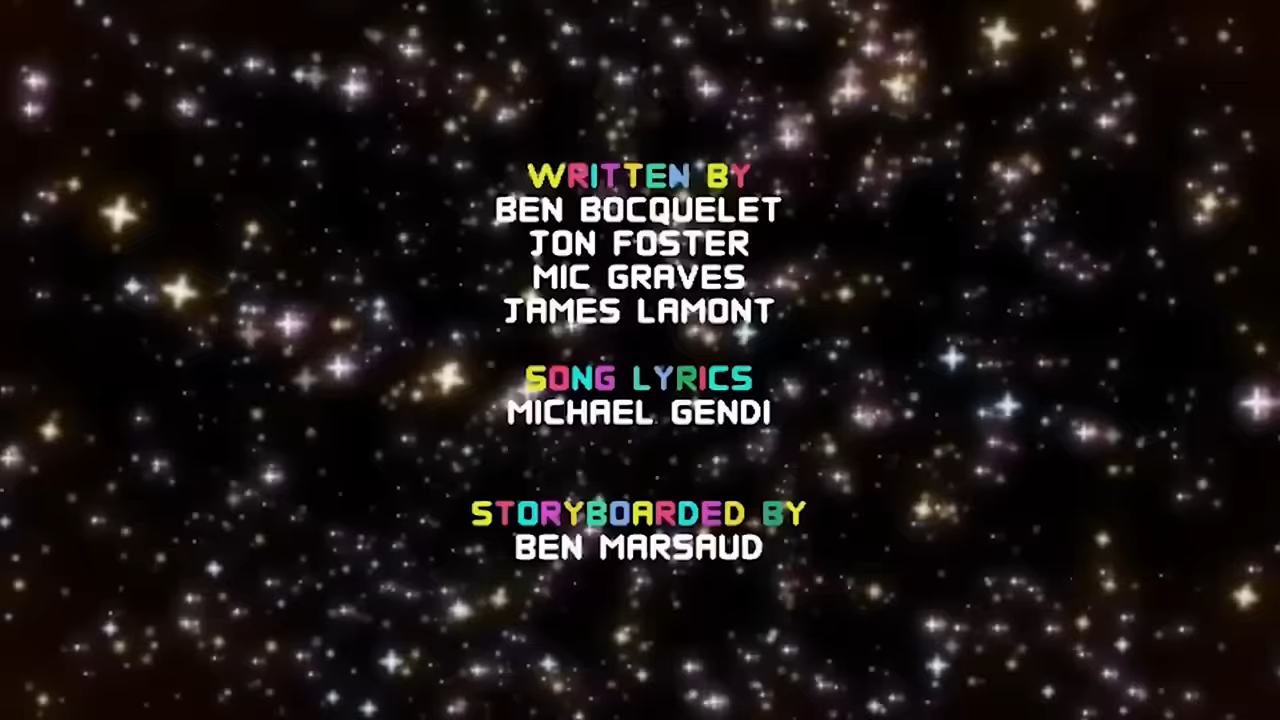 WRITTEN BY
BEN BOCQUELET
JON FOSTER
MIC GRAVES
JAMES LAMONT
SONG LYRICS
MICHAEL GENDI
STORYBOARDED BY
BEN MARSAUD